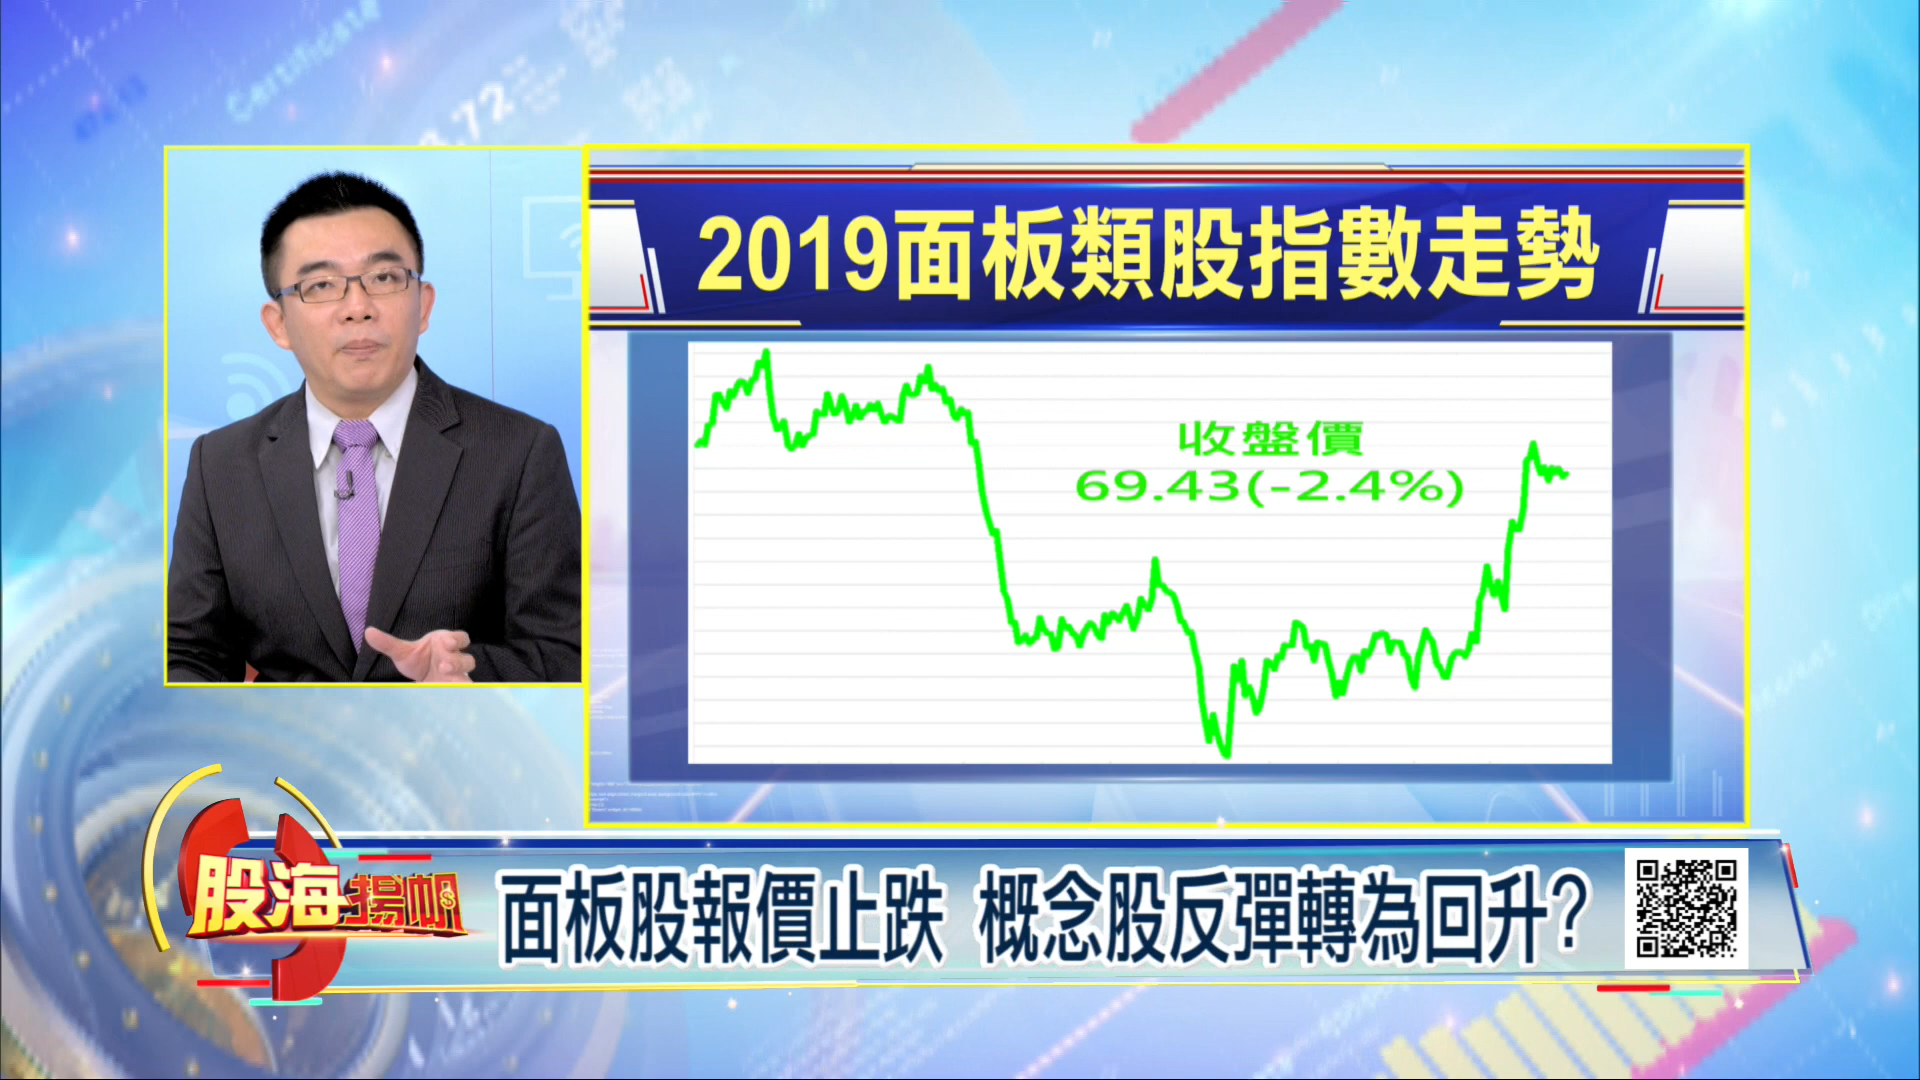 2019面板類股指數走勢
收盤價
69.43(-2.4%)
股海揚帆
面板股報價止跌 概念股反彈轉為回升?
Certificate